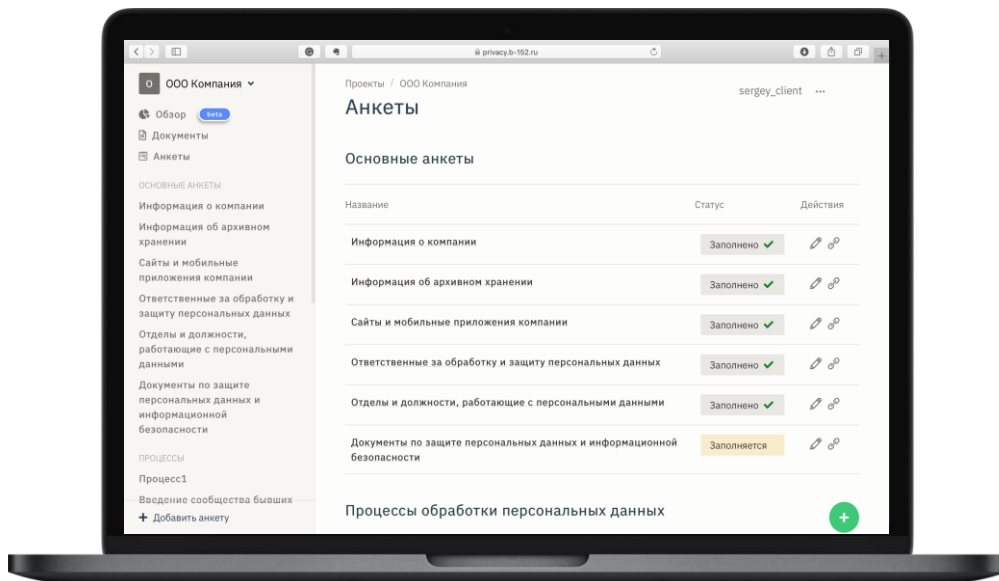 privacy.b-152.ru
О ООО Компания
Обзор beta
Документы
Анкеты
ОСНОВНЫЕ АНКЕТЫ
Информация о компании
Информация об архивном
хранении
Сайты и мобильные
приложения компании
Ответственные за обработку и
защиту персональных данных
Отделы и должности,
работающие с персональными
данными
Документы по защите
персональных данных и
информационной
безопасности
ПРОЦЕССЫ
Процесс1
Введение сообщества бывших
+ Добавить анкету
Проекты / ООО Компания
sergey_client ...
Анкеты
Основные анкеты
Название Статус Действия
Информация о компании Заполнено
Информация об архивном хранении Заполнено
Сайты и мобильные приложения компании Заполнено
Ответственные за обработку и защиту персональных данных Заполнено
Отделы и должности, работающие с персональными данными Заполнено
Документы по защите персональных данных и информационной
безопасности Заполняется
Процессы обработки персональных данных